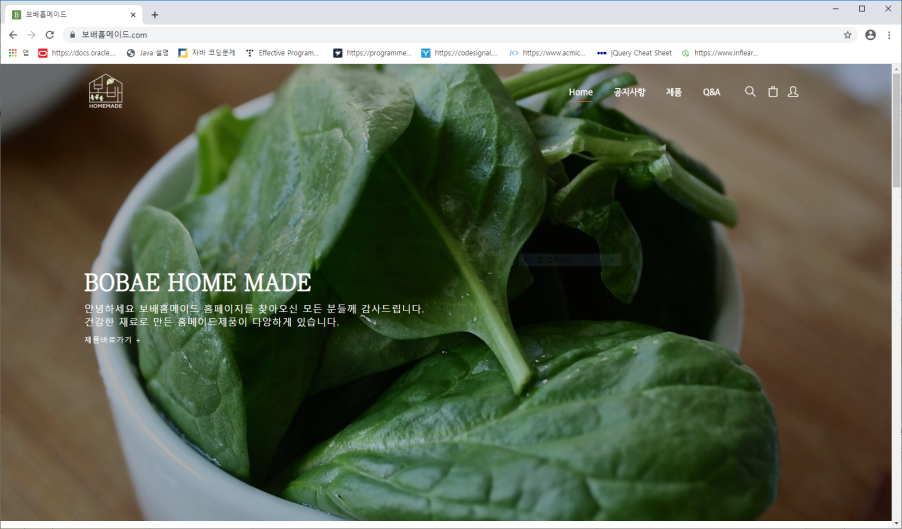 보배홈메이드
보배홈메이드.com
앱 https://docs.oracle.... Java 설명 자바 코딩문제 Effective Program... https://programme... https://codesignal.... https://www.acmic... jQuery Cheat Sheet https://www.inflear...
보배
HOMEMADE
Home 공지사항 제품 Q&A
BOBAE HOME MADE
안녕하세요 보배홈메이드 홈페이지를 찾아오신 모든 분들께 감사드립니다.
건강한 재료로 만든 홈메이드제품이 다양하게 있습니다.
제품바로가기 +